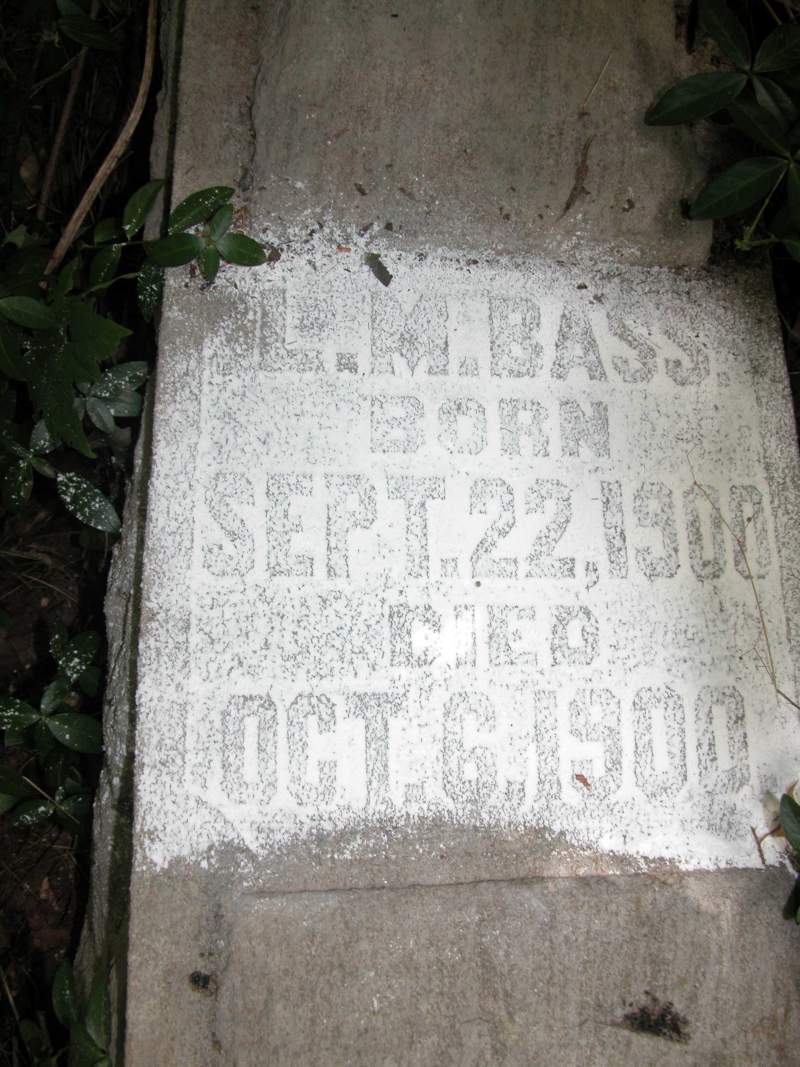 L.M.BASS.
BORN
SEPT.22,1900
DIED
OCT.6,1900